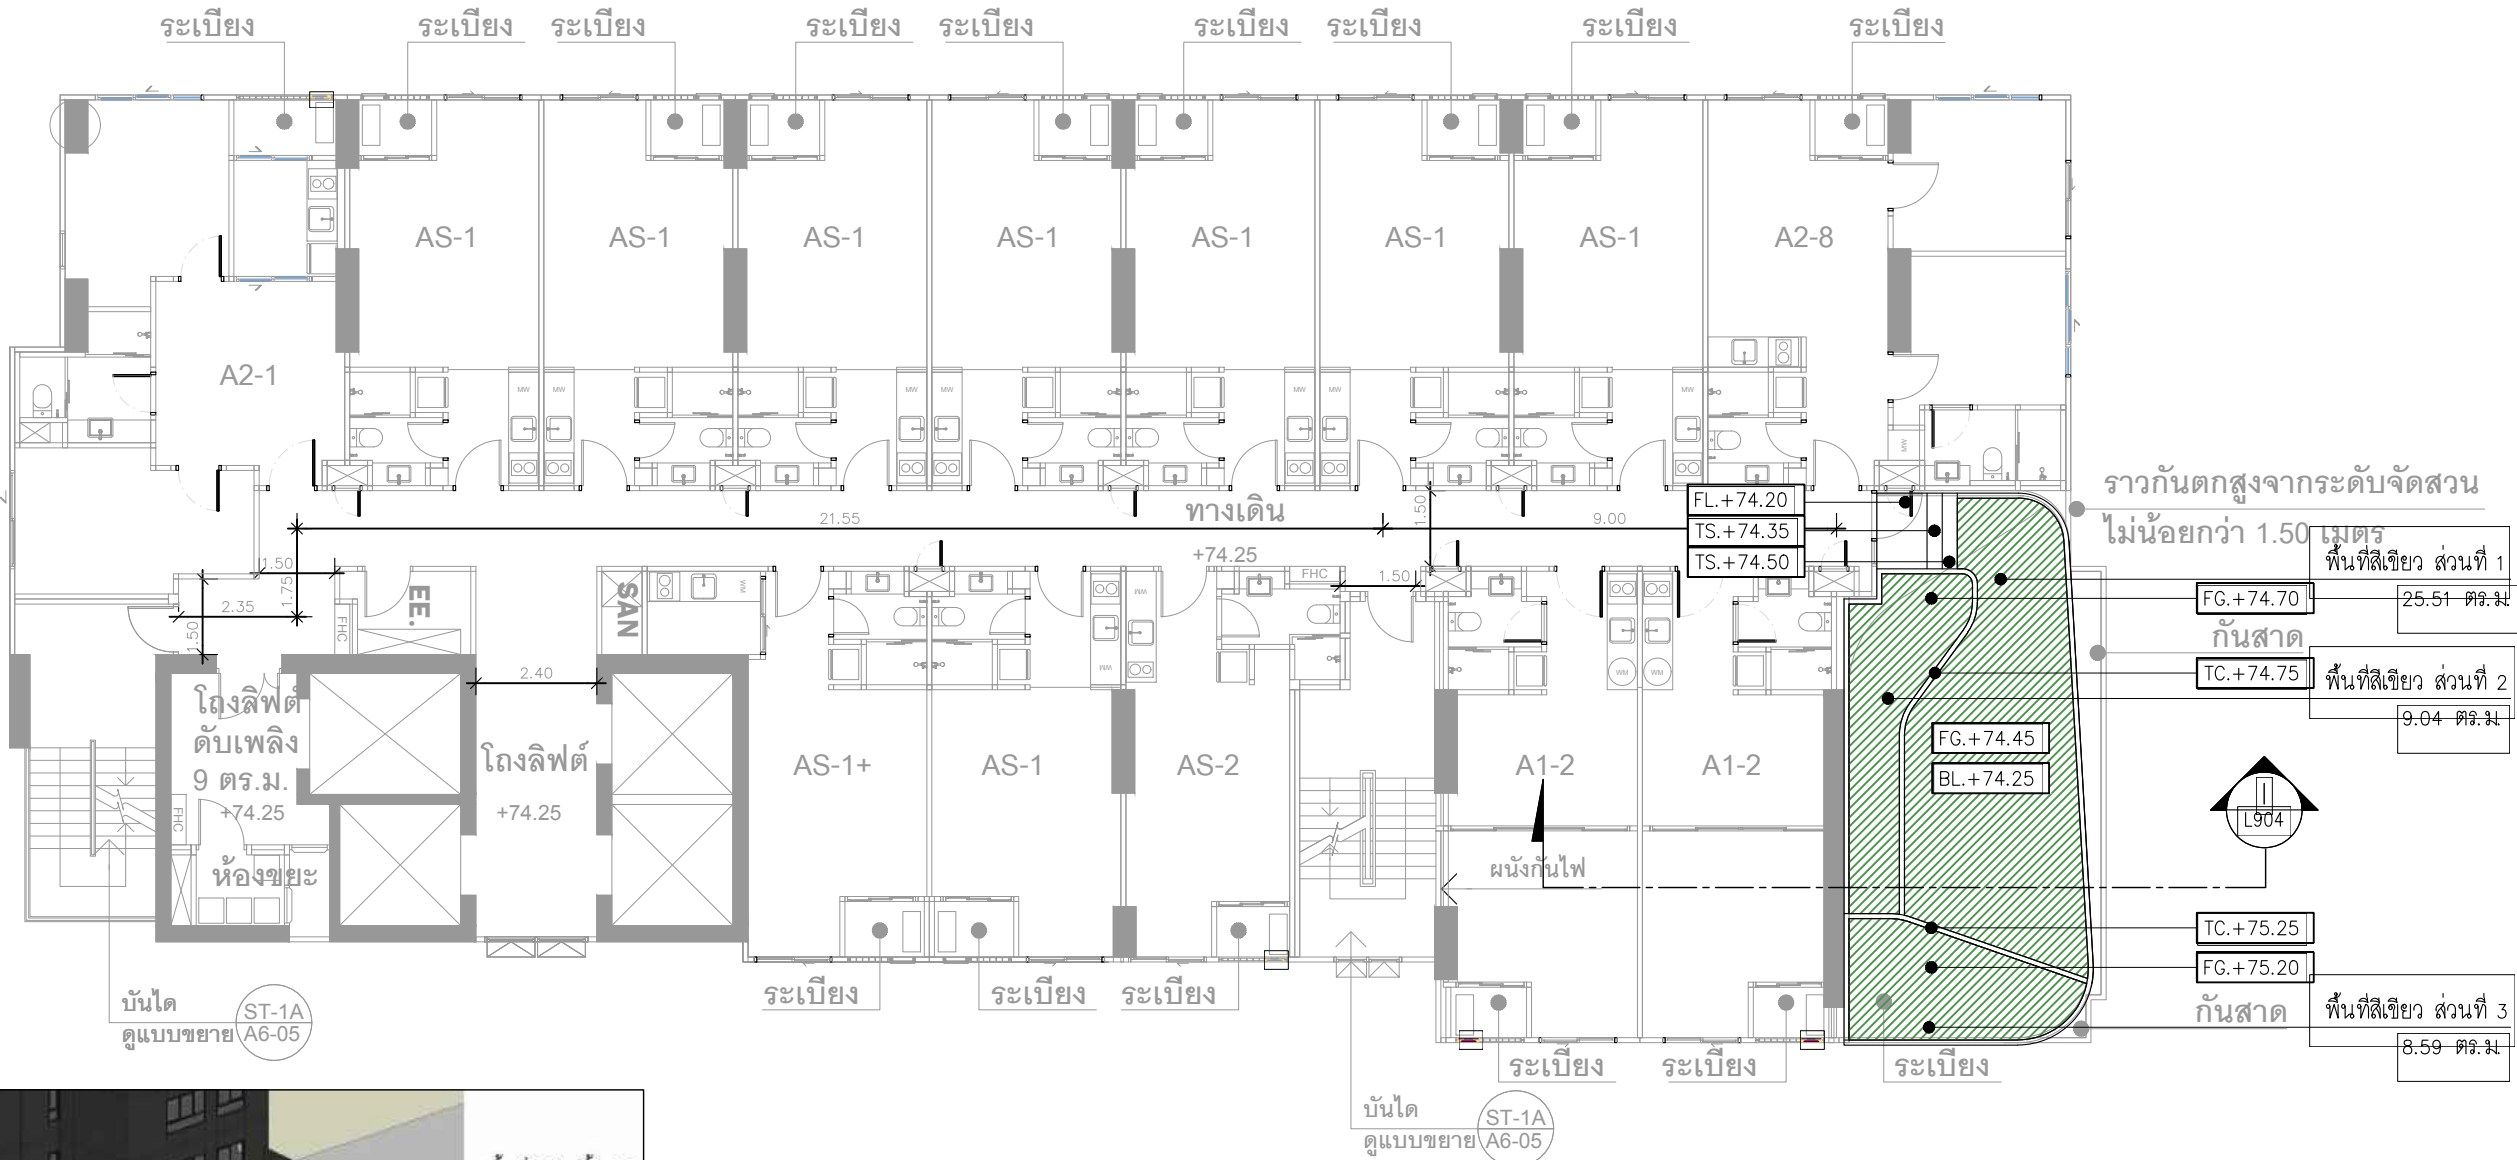 ระเบียง ระเบียง ระเบียง ระเบียง ระเบียง ระเบียง ระเบียง ระเบียง ระเบียง
AS-1 AS-1 AS-1 AS-1 AS-1 AS-1 AS-1 A2-8
A2-1
MW MW MW MW MW MW MW MW
ราวกันตกสูงจากระดับจัดสวน
ไม่น้อยกว่า 1.50 เมตร
FL.+74.20
TS.+74.35
TS.+74.50
21.55
ทางเดิน
1.50
9.00
+74.25
พื้นที่สีเขียว ส่วนที่ 1
25.51 ตร.ม.
FG.+74.70
กันสาด
TC.+74.75
พื้นที่สีเขียว ส่วนที่ 2
9.04 ตร.ม.
1.50
1.75
2.35
1.50
FHC
EE.
SAN
WM
WM
WM
FHC
1.50
WM WM
2.40
โถงลิฟต์
ดับเพลิง
9 ตร.ม.
+74.25
FHC
โถงลิฟต์
+74.25
AS-1+ AS-1 AS-2 A1-2 A1-2
FG.+74.45
BL.+74.25
I
L904
ห้องขยะ
ผนังกันไฟ
TC.+75.25
FG.+75.20
กันสาด
พื้นที่สีเขียว ส่วนที่ 3
8.59 ตร.ม.
ระเบียง ระเบียง ระเบียง
บันได
ดูแบบขยาย
ST-1A
A6-05
ระเบียง ระเบียง ระเบียง
บันได
ดูแบบขยาย
ST-1A
A6-05